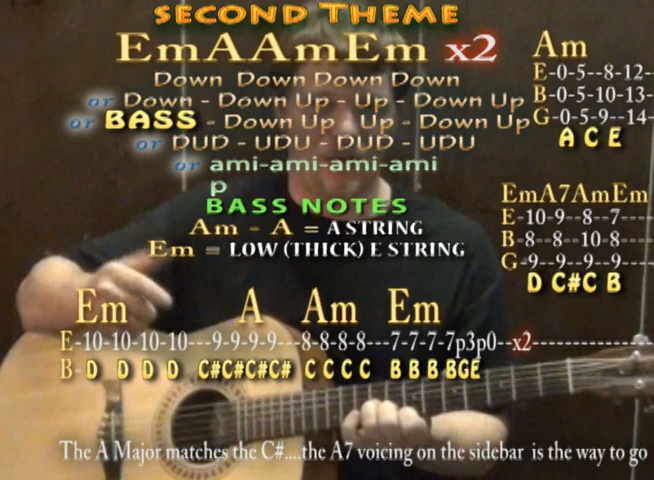 SECOND THEME
EmAAmEm x2
Down Down Down Down
or Down - Down Up - Up - Down Up
or BASS - Down Up - Up - Down Up
or DUD - UDU - DUD - UDU
or ami-ami-ami-ami
p
BASS NOTES
Am - A = A STRING
Em = LOW (THICK) E STRING
Am
E-0-5--8-12-
B-0-5-10-13-
G-0-5-9--14-
A C E
EmA7AmEm
E-10-9--8--7----
B-8--8--10-8----
G-9--9--9--9----
D C#C B
Em A Am Em
E-10-10-10-10---9-9-9-9---8-8-8-8---7-7-7-7p3p0--x2---------------
B-D D D D C#C#C#C# C C C C B B B BGE
The A Major matches the C#....the A7 voicing on the sidebar is the way to go